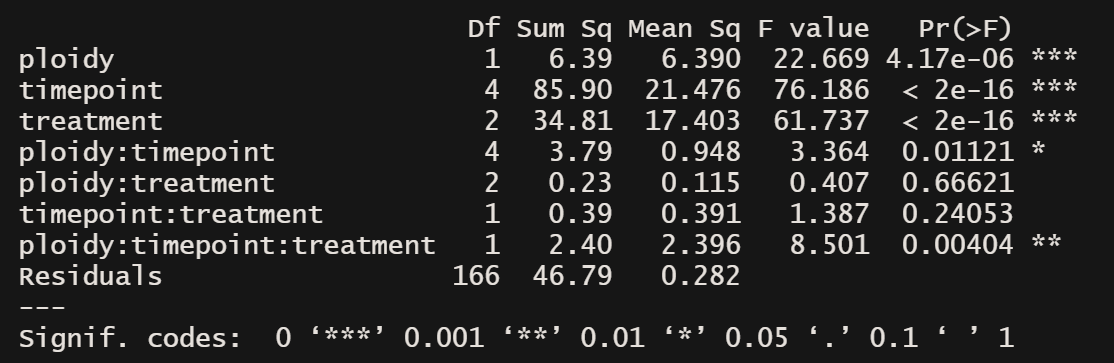 Df Sum Sq Mean Sq F value Pr(>F)
ploidy 1 6.39 6.390 22.669 4.17e-06 ***
timepoint 4 85.90 21.476 76.186 < 2e-16 ***
treatment 2 34.81 17.403 61.737 < 2e-16 ***
ploidy:timepoint 4 3.79 0.948 3.364 0.01121 *
ploidy:treatment 2 0.23 0.115 0.407 0.66621
timepoint:treatment 1 0.39 0.391 1.387 0.24053
ploidy:timepoint:treatment 1 2.40 2.396 8.501 0.00404 **
Residuals 166 46.79 0.282
---
Signif. codes: 0 ‘***’ 0.001 ‘**’ 0.01 ‘*’ 0.05 ‘.’ 0.1 ‘ ’ 1